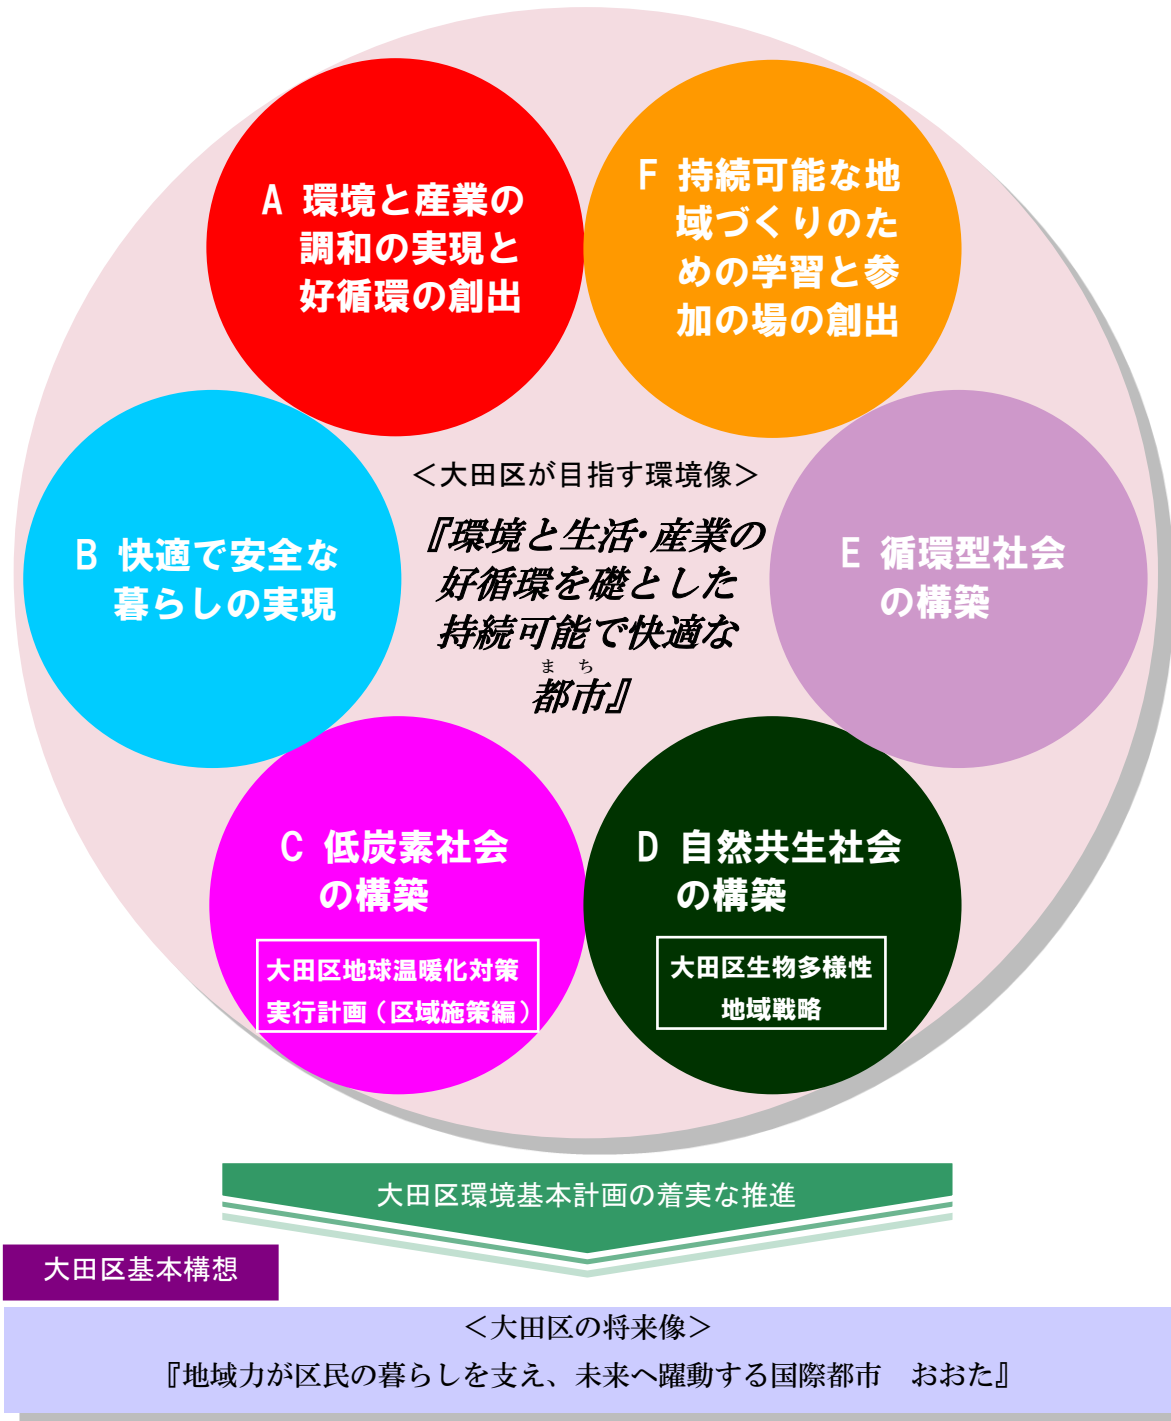 A 環境と産業の
調和の実現と
好循環の創出
F 持続可能な地
域づくりのた
めの学習と参
加の場の創出
B 快適で安全な
暮らしの実現
＜大田区が目指す環境像＞
『環境と生活・産業の
好循環を礎とした
持続可能で快適な
まち
都市』
E 循環型社会
の構築
C 低炭素社会
の構築
大田区地球温暖化対策
実行計画（区域施策編）
D 自然共生社会
の構築
大田区生物多様性
地域戦略
大田区環境基本計画の着実な推進
大田区基本構想
＜大田区の将来像＞
『地域力が区民の暮らしを支え、未来へ躍動する国際都市　おおた』